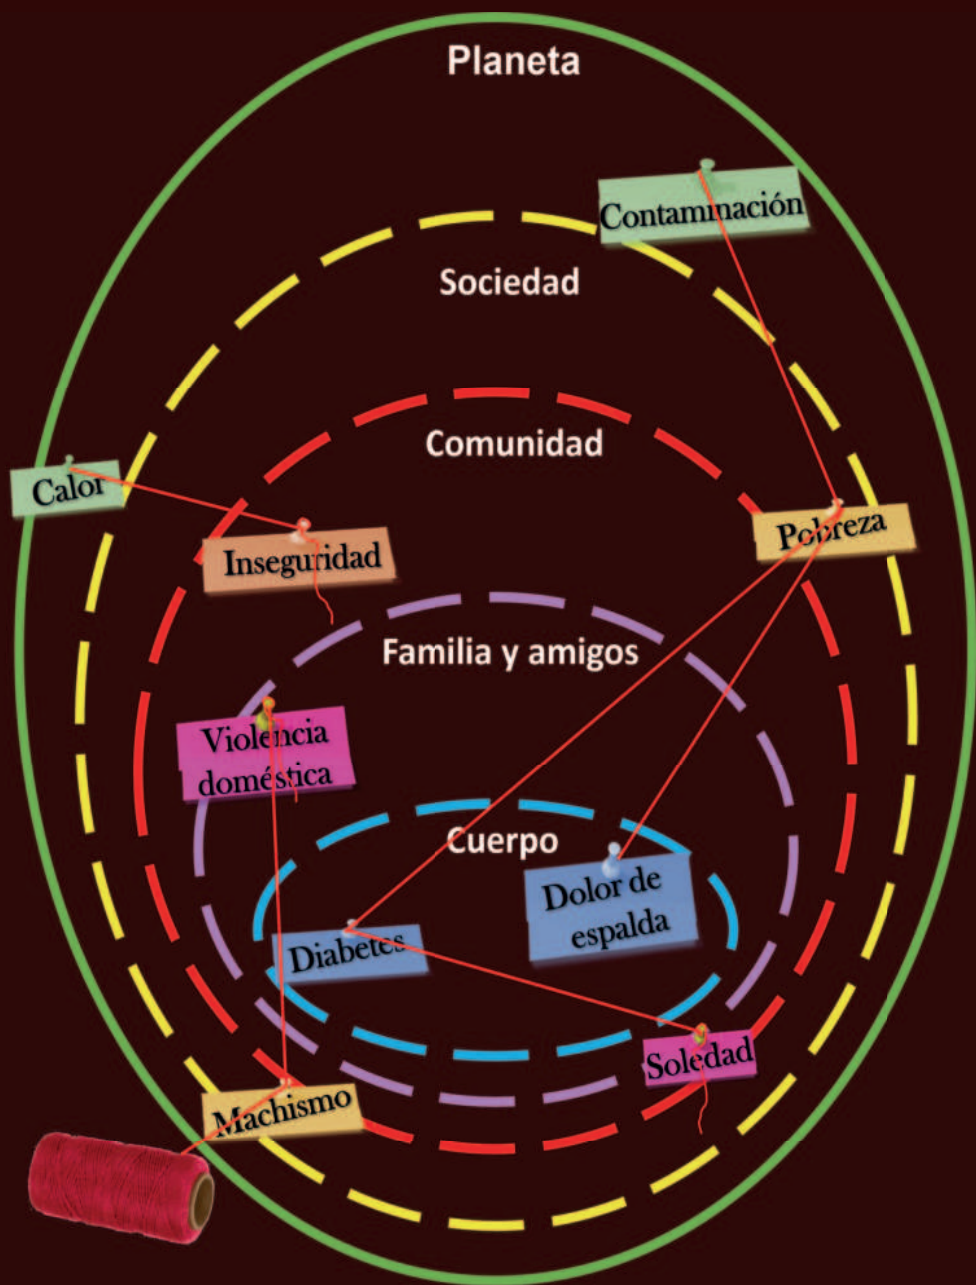 Planeta
Contaminación
Sociedad
Comunidad
Calor
Pobreza
Inseguridad
Familia y amigos
Violencia
doméstica
Cuerpo
Dolor de
espalda
Diabetes
Soledad
Machismo